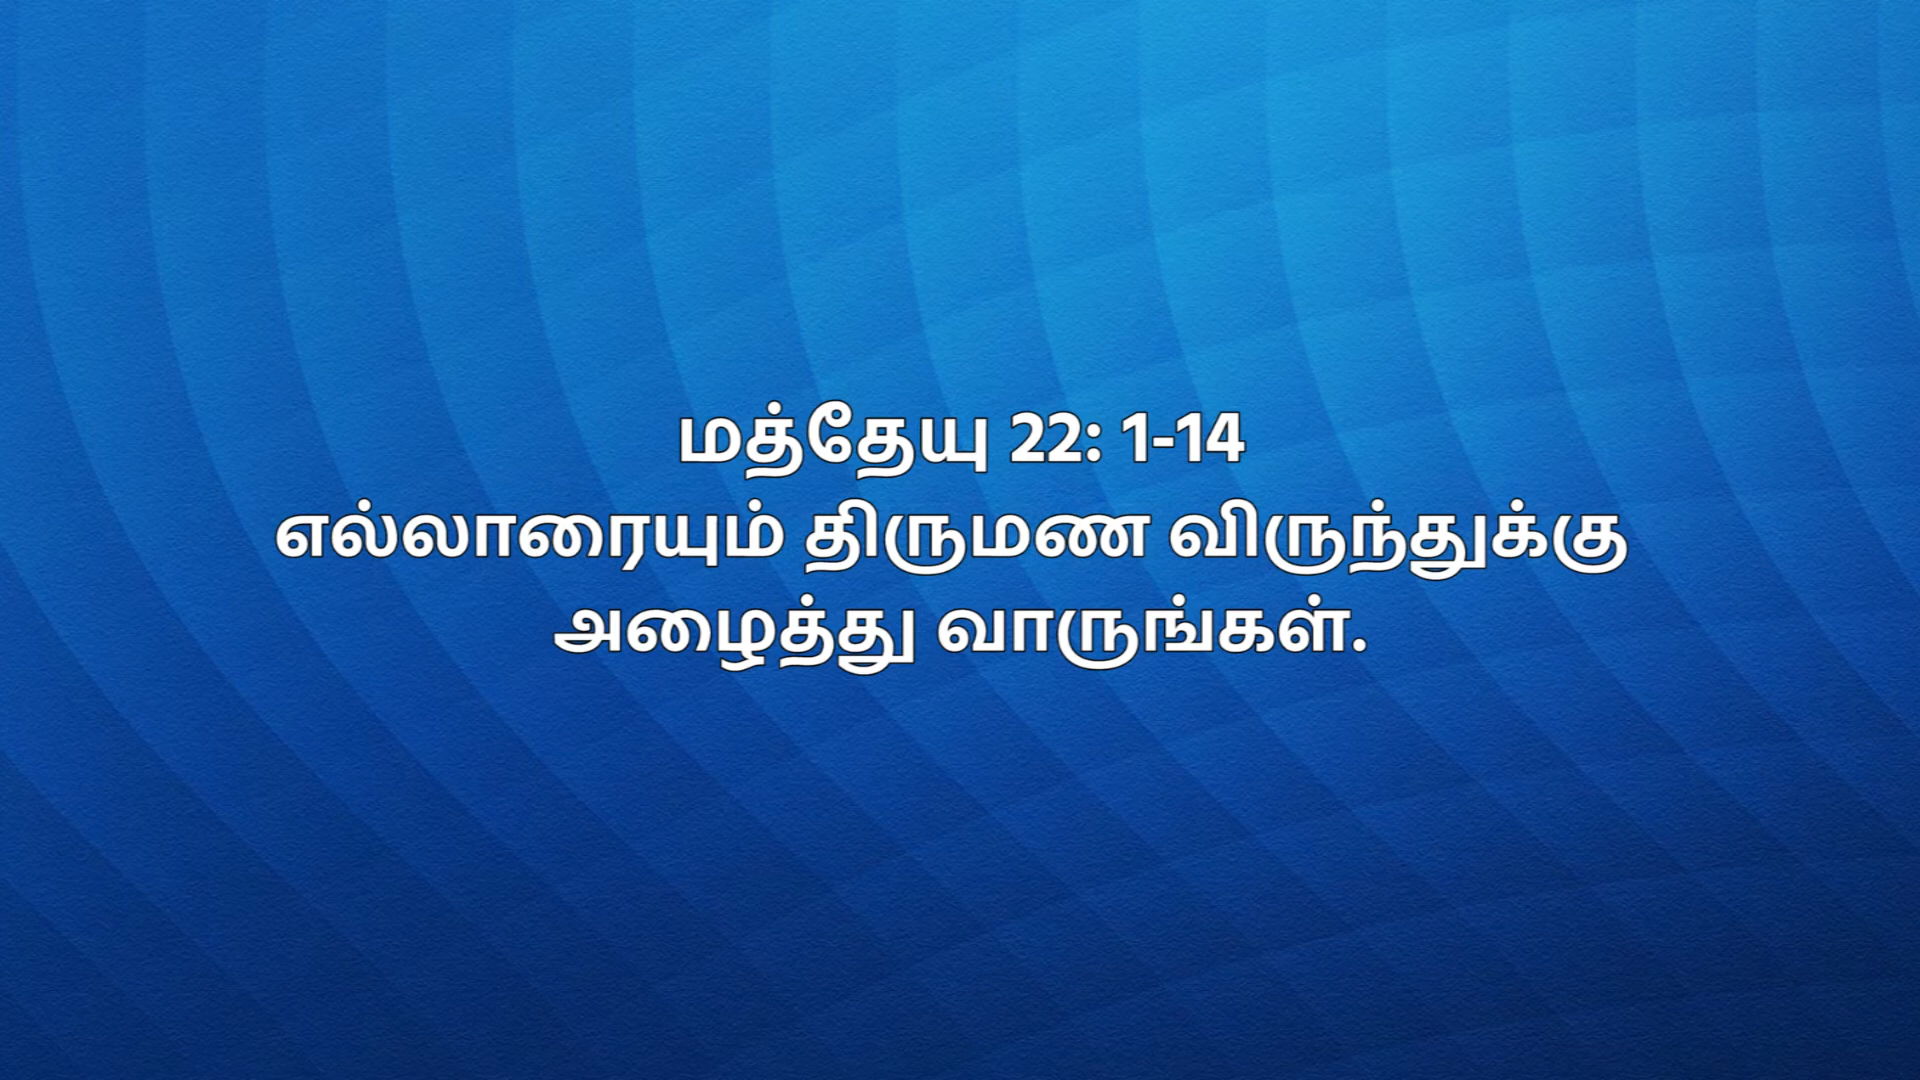 மத்தேயு 22: 1-14
எல்லாரையும் திருமண விருந்துக்கு
அழைத்து வாருங்கள்.